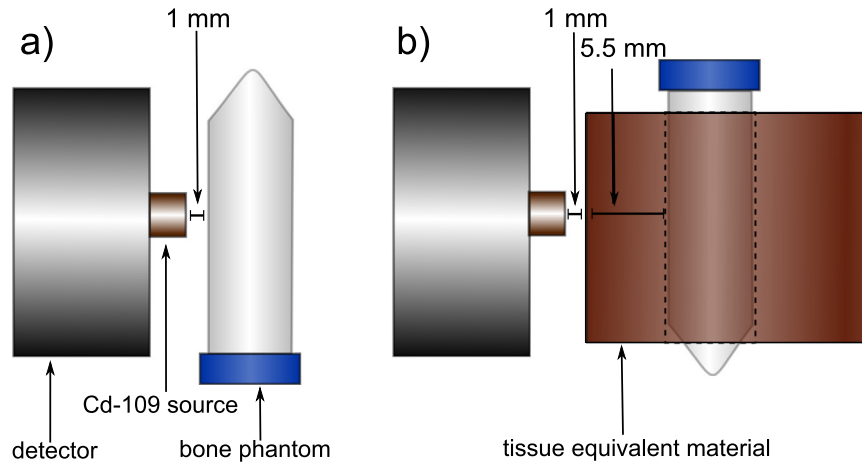 a)
1 mm
Cd-109 source
detector
bone phantom
b)
1 mm
5.5 mm
tissue equivalent material